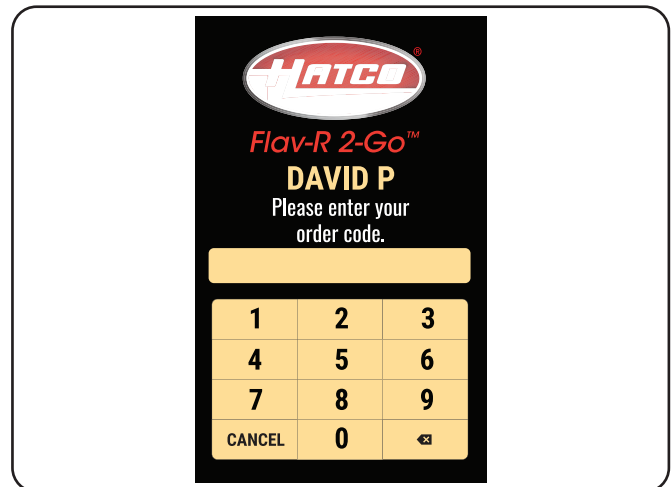 HATCO®
Flav-R 2-Go™
DAVID P
Please enter your
order code.
1 2 3
4 5 6
7 8 9
CANCEL 0